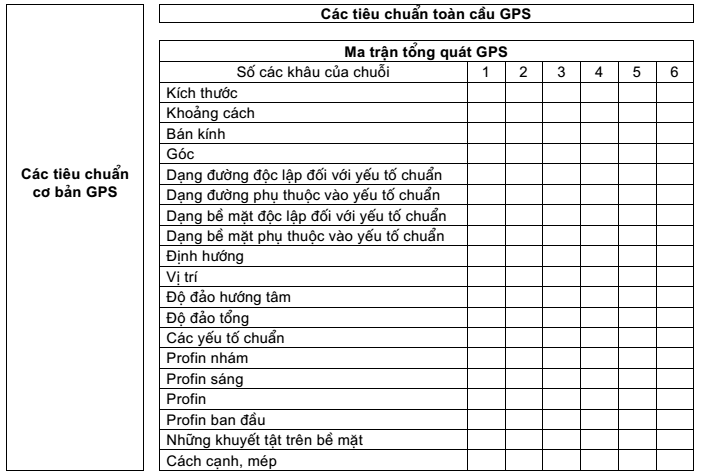 Các tiêu chuẩn
cơ bản GPS
Các tiêu chuẩn toàn cầu GPS
Ma trận tổng quát GPS
Số các khâu của chuỗi 1 2 3 4 5 6
Kích thước
Khoảng cách
Bán kính
Góc
Dạng đường độc lập đối với yếu tố chuẩn
Dạng đường phụ thuộc vào yếu tố chuẩn
Dạng bề mặt độc lập đối với yếu tố chuẩn
Dạng bề mặt phụ thuộc vào yếu tố chuẩn
Định hướng
Vị trí
Độ đảo hướng tâm
Độ đảo tổng
Các yếu tố chuẩn
Profin nhám
Profin sáng
Profin
Profin ban đầu
Những khuyết tật trên bề mặt
Cách cạnh, mép